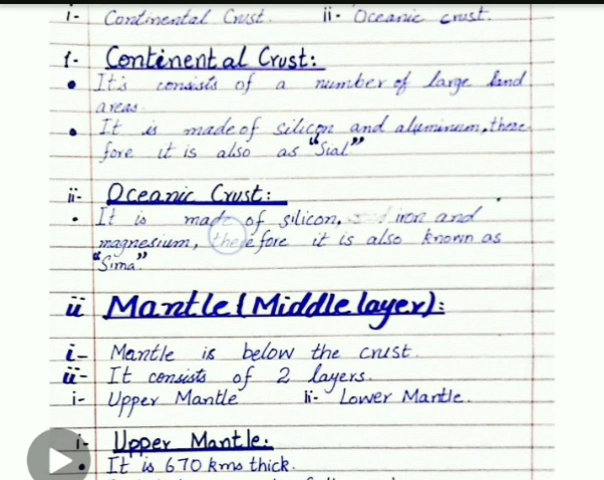 i- Continental Crust. ii- Oceanic crust.
i- Continental Crust:
• It's consists of a number of large land
areas.
• It is made of silicon and aluminum, there
fore it is also as "Sial"
ii- Oceanic Crust:
• It is made of silicon, iron and
magnesium, therefore it is also known as
"Sima"
ii Mantle (Middle layer):
i- Mantle is below the crust.
ii- It consists of 2 layers.
i- Upper Mantle ii- Lower Mantle.
i- Upper Mantle:
• It is 670 kms thick.